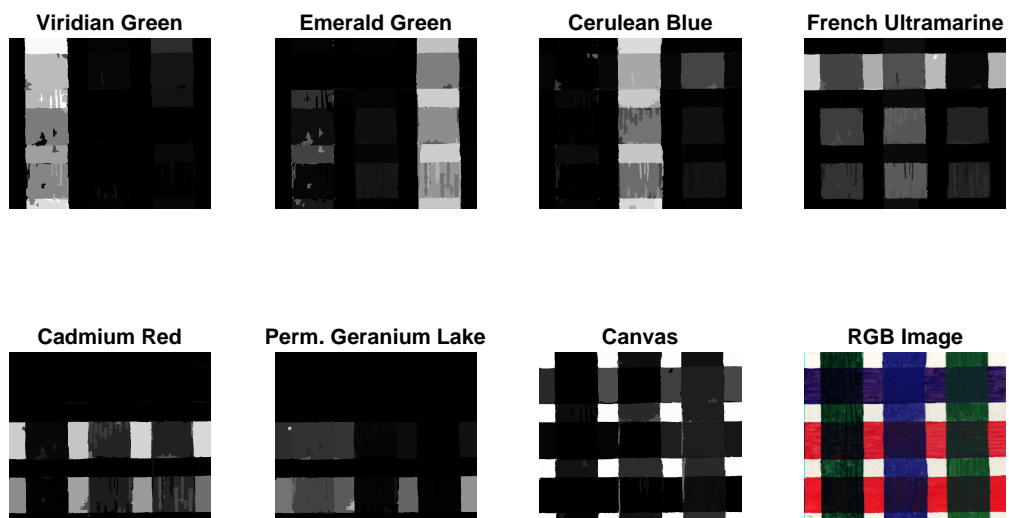 Viridian Green
Emerald Green
Cerulean Blue
French Ultramarine
Cadmium Red
Perm. Geranium Lake
Canvas
RGB Image